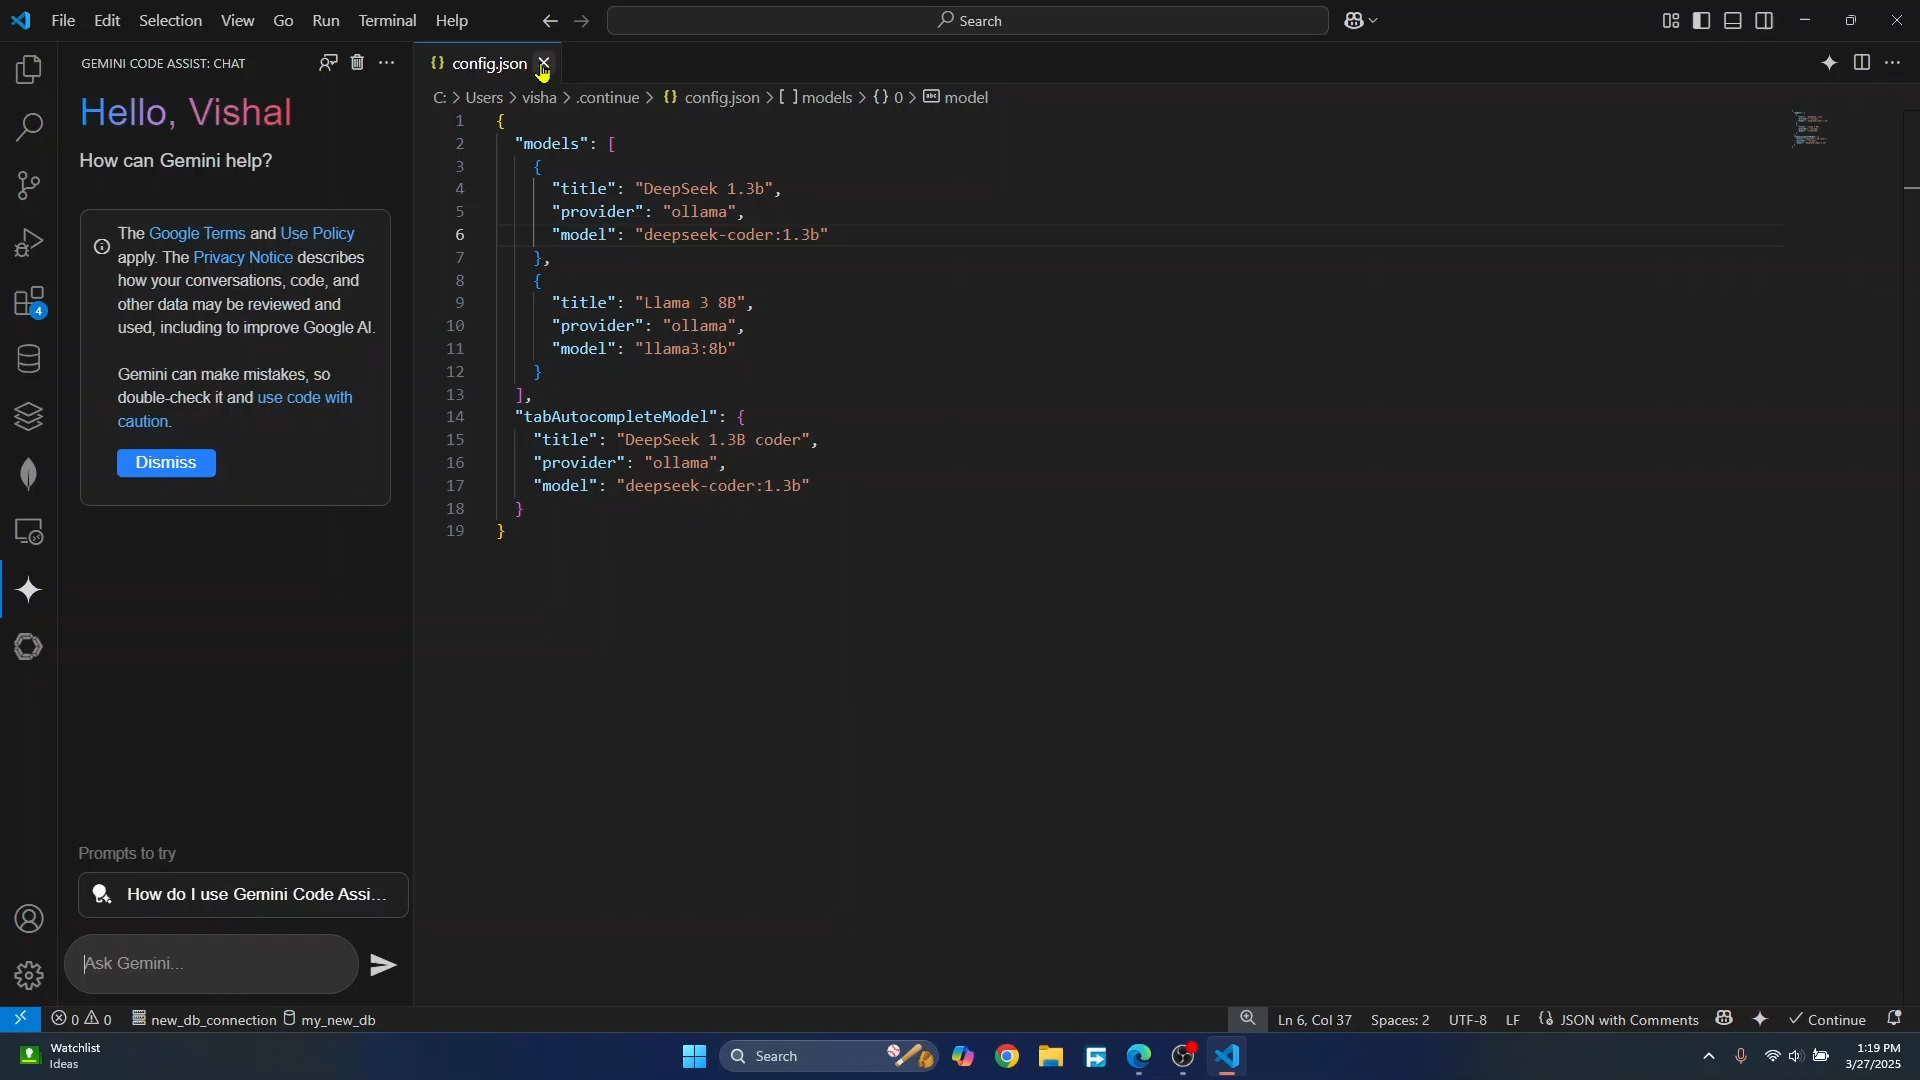 File Edit Selection View Go Run Terminal Help
Search
GEMINI CODE ASSIST: CHAT
Hello, Vishal
How can Gemini help?
The Google Terms and Use Policy
apply. The Privacy Notice describes
how your conversations, code, and
other data may be reviewed and
used, including to improve Google AI.
Gemini can make mistakes, so
double-check it and use code with
caution.
Dismiss
4
Prompts to try
How do I use Gemini Code Assi...
Ask Gemini...
{} config.json
C: > Users > visha > .continue > {} config.json > [ ] models > {} 0 > abc model
1 {
2 "models": [
3 {
4 "title": "DeepSeek 1.3b",
5 "provider": "ollama",
6 "model": "deepseek-coder:1.3b"
7 },
8 {
9 "title": "Llama 3 8B",
10 "provider": "ollama",
11 "model": "llama3:8b"
12 }
13 ],
14 "tabAutocompleteModel": {
15 "title": "DeepSeek 1.3B coder",
16 "provider": "ollama",
17 "model": "deepseek-coder:1.3b"
18 }
19 }
0 0 new_db_connection my_new_db
Ln 6, Col 37 Spaces: 2 UTF-8 LF {} JSON with Comments Continue
Watchlist
Ideas
Search
1:19 PM
3/27/2025